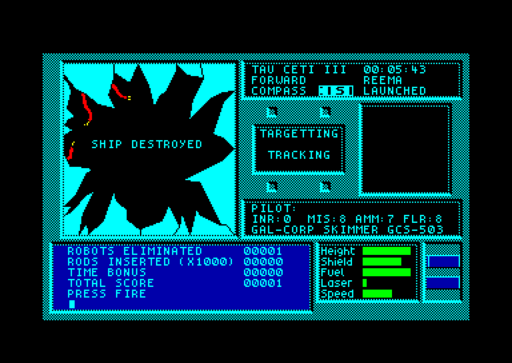 TAU CETI III 00:05:43
FORWARD REEMA
COMPASS LAUNCHED
SHIP DESTROYED
TARGETTING
TRACKING
PILOT:
INR:0 MIS:8 AMM:7 FLR:8
GAL-CORP SKIMMER GCS-503
ROBOTS ELIMINATED 00001
RODS INSERTED (X1000) 00000
TIME BONUS 00000
TOTAL SCORE 00001
PRESS FIRE
Height
Shield
Fuel
Laser
Speed